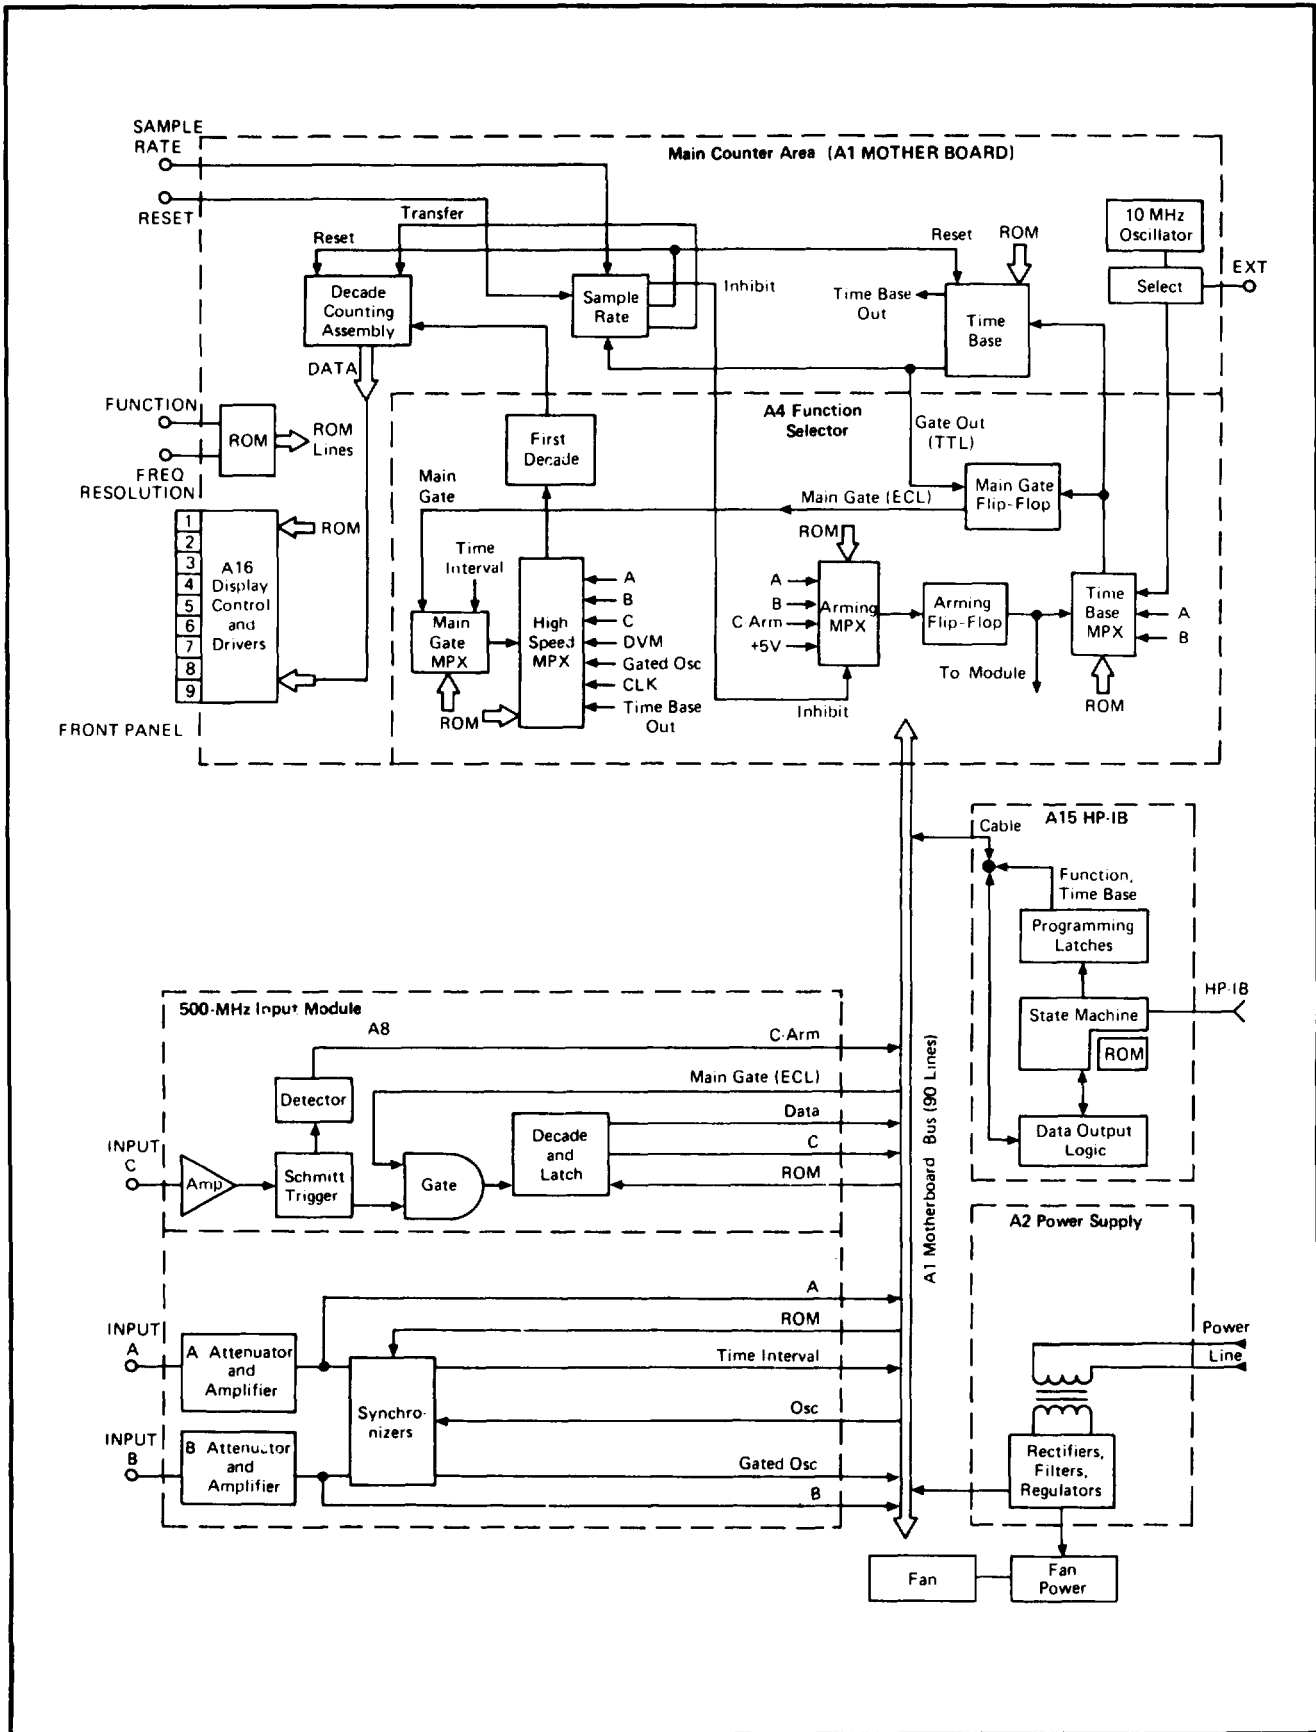 SAMPLE
RATE
Main Counter Area (A1 MOTHER BOARD)
RESET
Transfer
10 MHz
Oscillator
Reset
Reset
ROM
EXT
Decade
Counting
Assembly
Sample
Rate
Inhibit
Time Base
Out
Time
Base
Select
DATA
FUNCTION
ROM
ROM
Lines
FREQ
RESOLUTION
A4 Function
Selector
First
Decade
Gate Out
(TTL)
Main
Gate
Main Gate (ECL)
Main Gate
Flip-Flop
1
2
3
4
5
6
7
8
9
ROM
A16
Display
Control
and
Drivers
Time
Interval
ROM
Main
Gate
MPX
High
Speed
MPX
A
B
C
DVM
Gated Osc
CLK
Time Base
Out
A
B
C-Arm
+5V
Arming
MPX
Arming
Flip-Flop
Time
Base
MPX
A
B
To Module
ROM
ROM
Inhibit
FRONT PANEL
A15 HP-IB
Cable
Function,
Time Base
Programming
Latches
HP-IB
State Machine
ROM
Data Output
Logic
500-MHz Input Module
A8
C-Arm
Main Gate (ECL)
Detector
Data
Decade
and
Latch
C
ROM
INPUT
C
Amp
Schmitt
Trigger
Gate
A1 Motherboard Bus (90 Lines)
A2 Power Supply
A
ROM
Time Interval
Osc
Gated Osc
B
INPUT
A
A Attenuator
and
Amplifier
Synchro-
nizers
INPUT
B
B Attenuator
and
Amplifier
Power
Line
Rectifiers,
Filters,
Regulators
Fan
Fan
Power